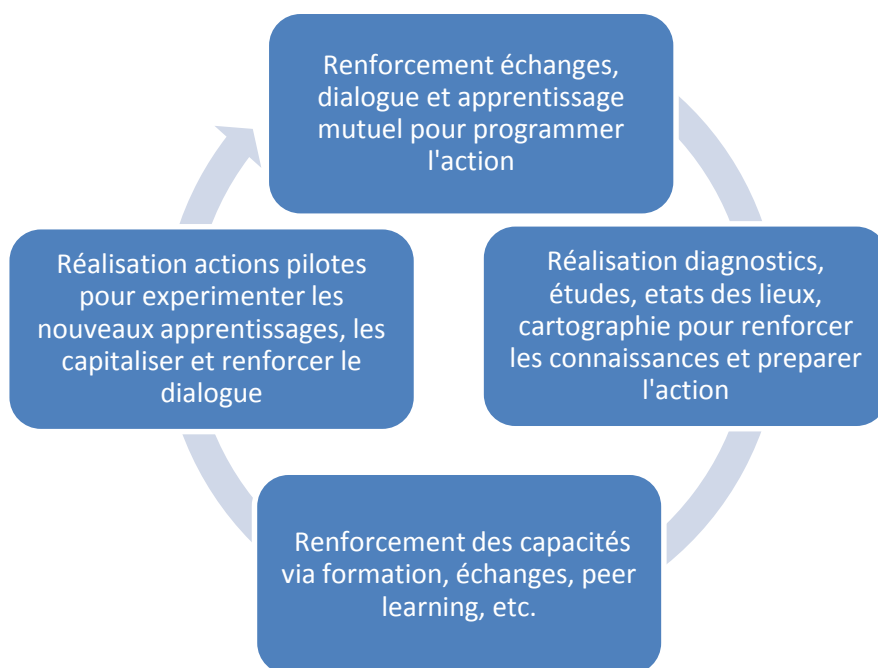 Renforcement échanges,
dialogue et apprentissage
mutuel pour programmer
l'action
Réalisation diagnostics,
études, etats des lieux,
cartographie pour renforcer
les connaissances et preparer
l'action
Renforcement des capacités
via formation, échanges, peer
learning, etc.
Réalisation actions pilotes
pour experimenter les
nouveaux apprentissages, les
capitaliser et renforcer le
dialogue